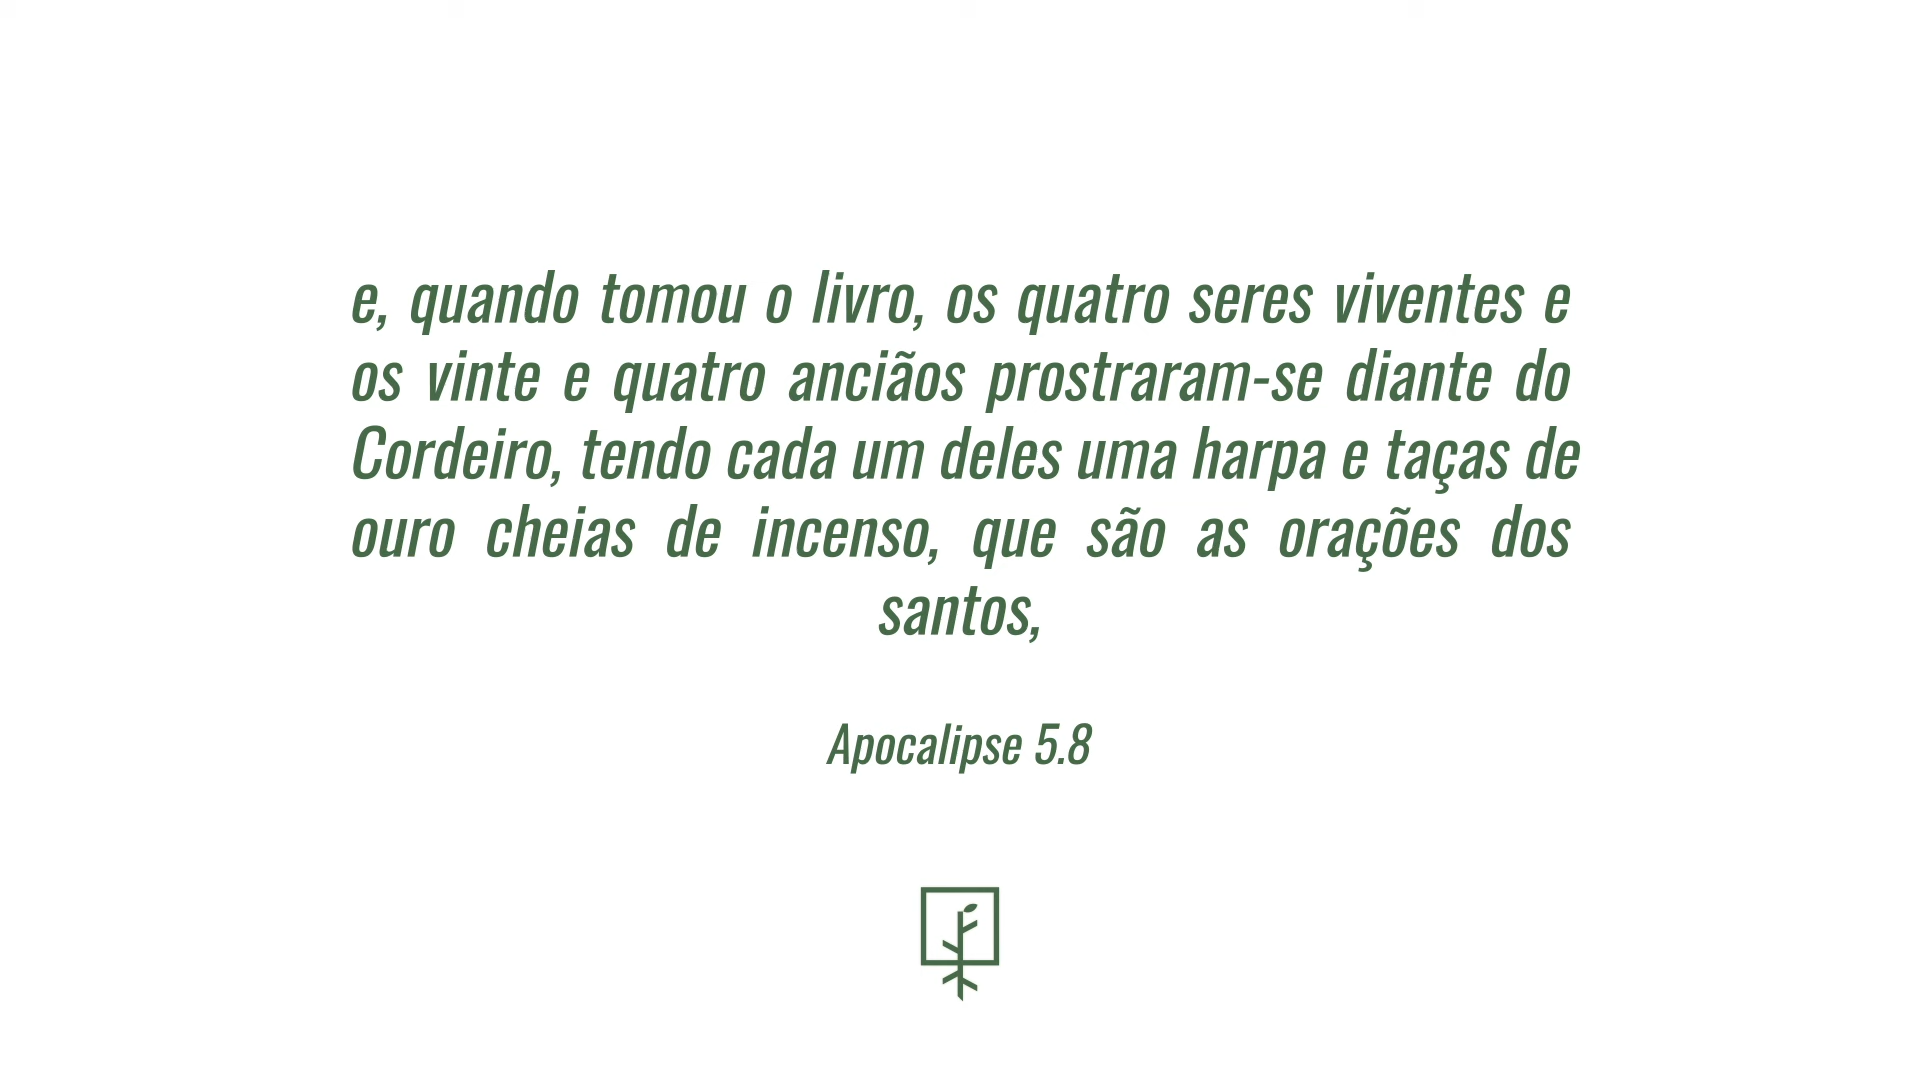 e, quando tomou o livro, os quatro seres viventes e
os vinte e quatro anciãos prostraram-se diante do
Cordeiro, tendo cada um deles uma harpa e taças de
ouro cheias de incenso, que são as orações dos
santos,
Apocalipse 5.8